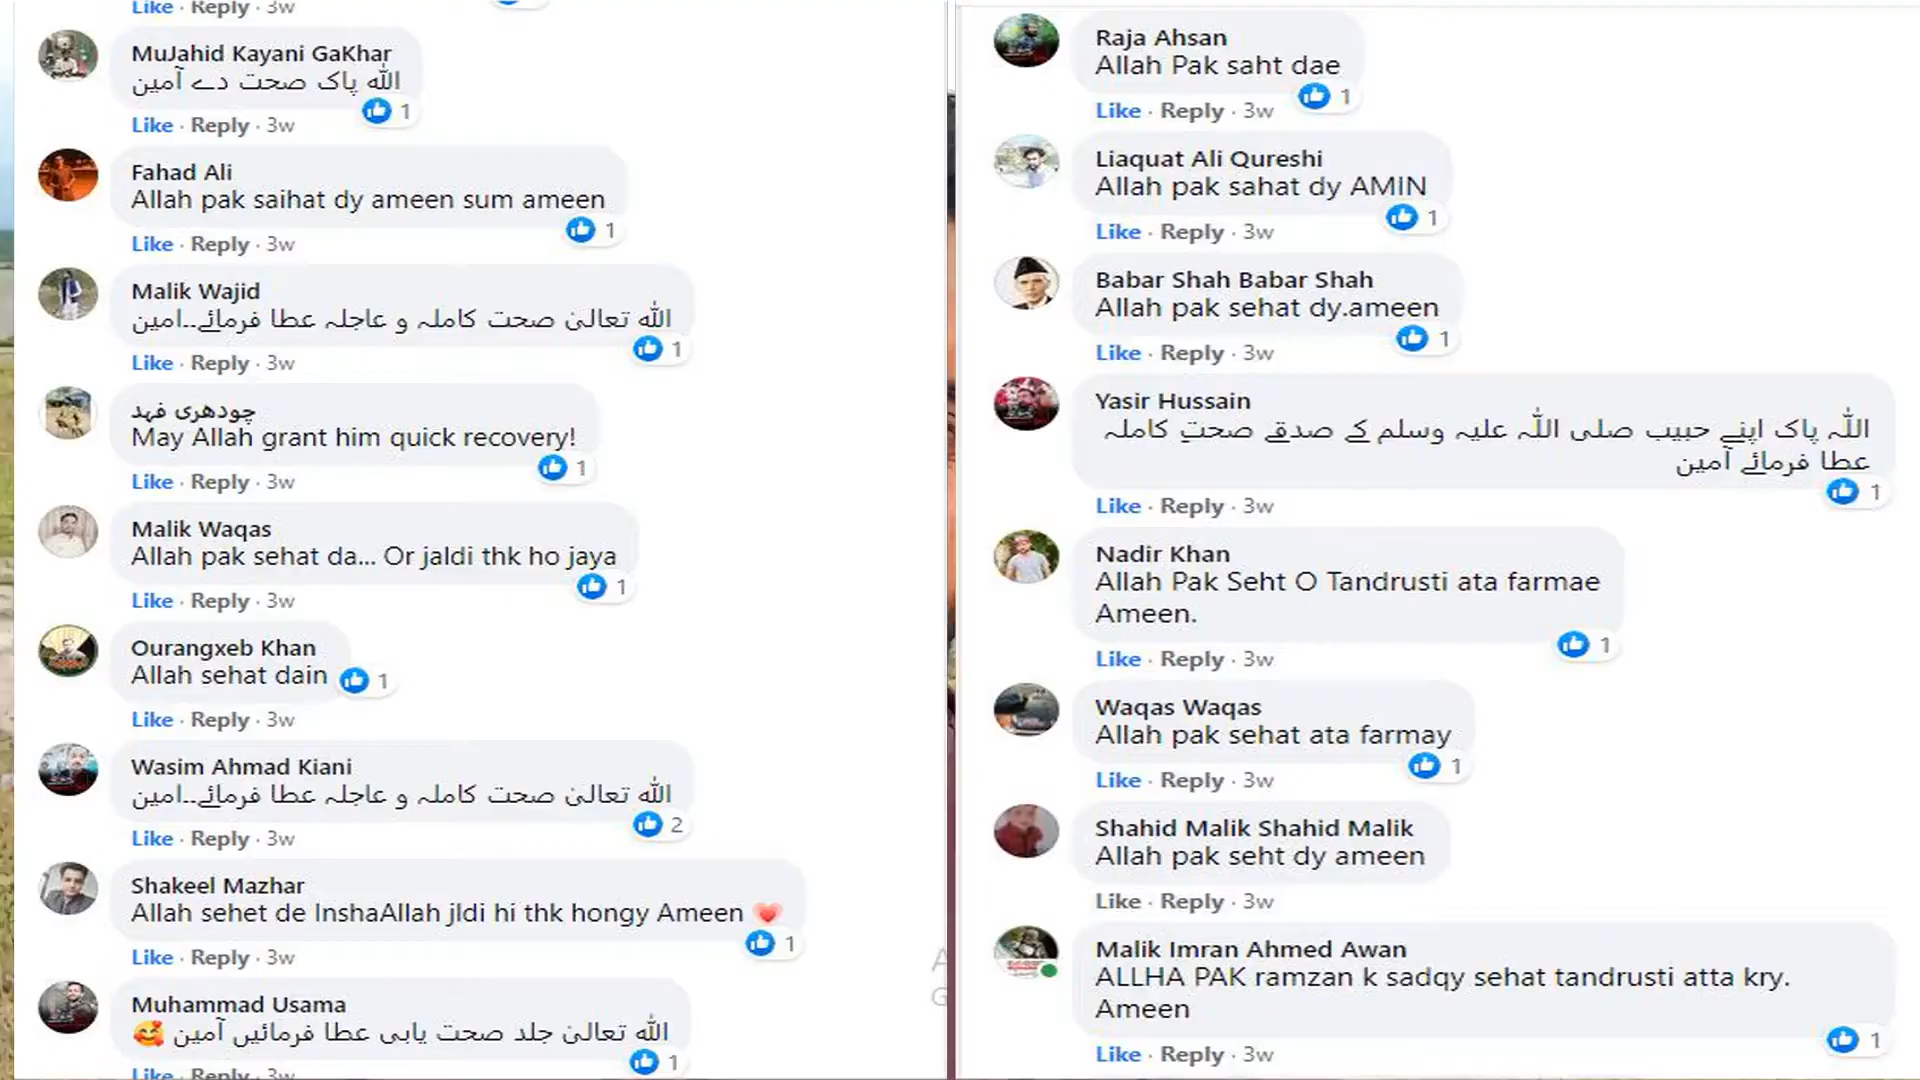 Like · Reply · 3w
MuJahid Kayani GaKhar
اللہ پاک صحت دے آمین
1
Like · Reply · 3w
Fahad Ali
Allah pak saihat dy ameen sum ameen
1
Like · Reply · 3w
Malik Wajid
اللہ تعالیٰ صحت کاملہ و عاجلہ عطا فرمائے..امین
1
Like · Reply · 3w
چودھری فہد
May Allah grant him quick recovery!
1
Like · Reply · 3w
Malik Waqas
Allah pak sehat da... Or jaldi thk ho jaya
1
Like · Reply · 3w
Ourangxeb Khan
Allah sehat dain
1
Like · Reply · 3w
Wasim Ahmad Kiani
اللہ تعالیٰ صحت کاملہ و عاجلہ عطا فرمائے..امین
2
Like · Reply · 3w
Shakeel Mazhar
Allah sehet de InshaAllah jldi hi thk hongy Ameen 💗
1
Like · Reply · 3w
Muhammad Usama
اللہ تعالیٰ جلد صحت یابی عطا فرمائیں آمین 🥰
1
Like · Reply · 3w
Raja Ahsan
Allah Pak saht dae
1
Like · Reply · 3w
Liaquat Ali Qureshi
Allah pak sahat dy AMIN
1
Like · Reply · 3w
Babar Shah Babar Shah
Allah pak sehat dy.ameen
1
Like · Reply · 3w
Yasir Hussain
اللہ پاک اپنے حبیب صلی اللہ علیہ وسلم کے صدقے صحتِ کاملہ
عطا فرمائے آمین
1
Like · Reply · 3w
Nadir Khan
Allah Pak Seht O Tandrusti ata farmae
Ameen.
1
Like · Reply · 3w
Waqas Waqas
Allah pak sehat ata farmay
1
Like · Reply · 3w
Shahid Malik Shahid Malik
Allah pak seht dy ameen
Like · Reply · 3w
Malik Imran Ahmed Awan
ALLHA PAK ramzan k sadqy sehat tandrusti atta kry.
Ameen
1
Like · Reply · 3w